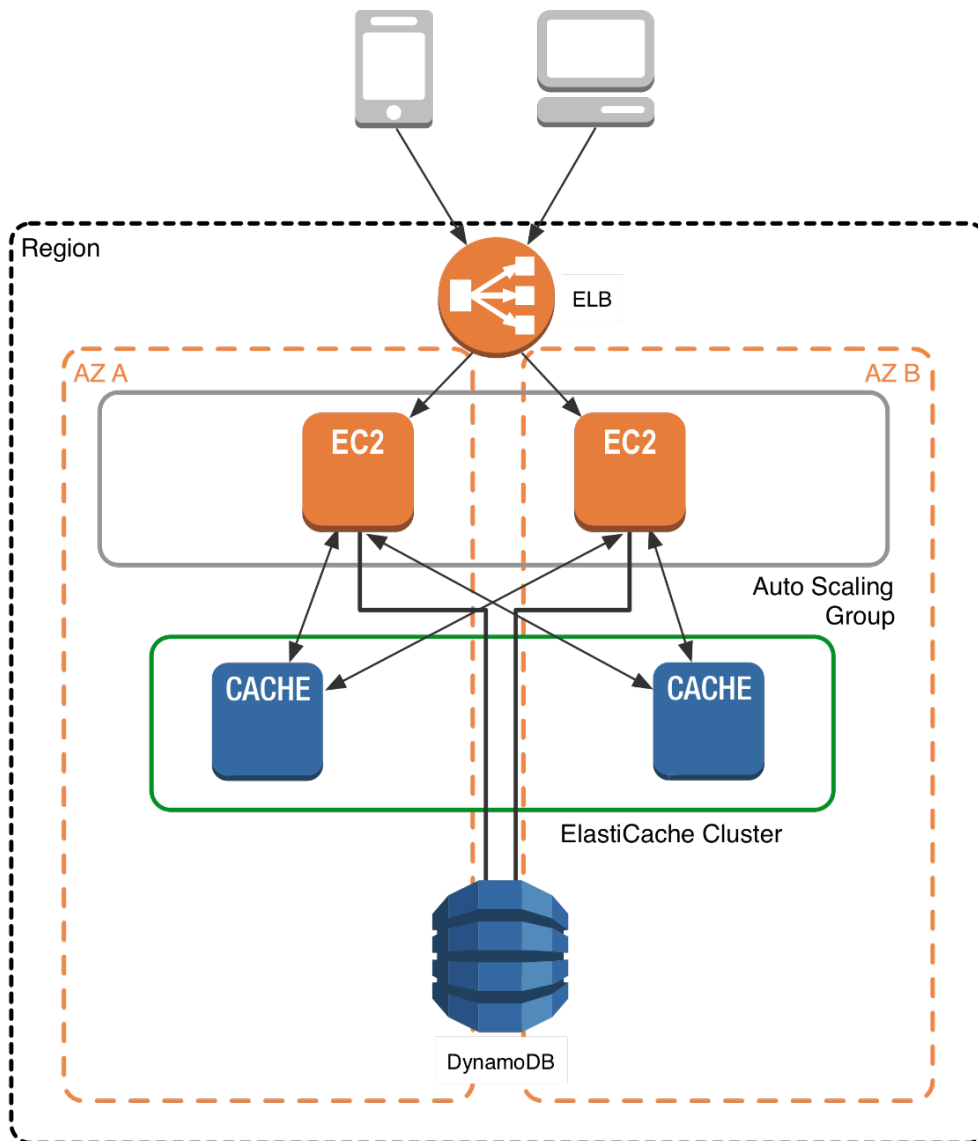 Region
ELB
AZ A
AZ B
EC2
EC2
Auto Scaling
Group
CACHE
CACHE
ElastiCache Cluster
DynamoDB